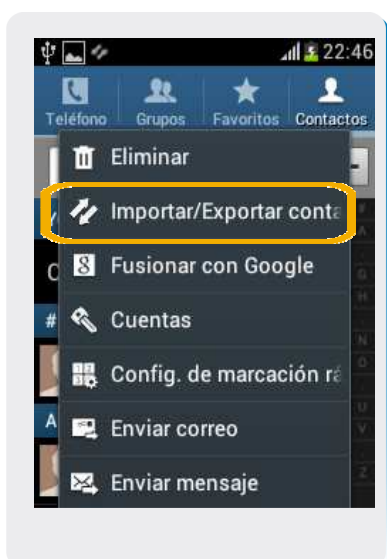 22:46
Teléfono Grupos Favoritos Contactos
Eliminar
Importar/Exportar conta
Fusionar con Google
#
Cuentas
Config. de marcación rá
A
Enviar correo
Enviar mensaje